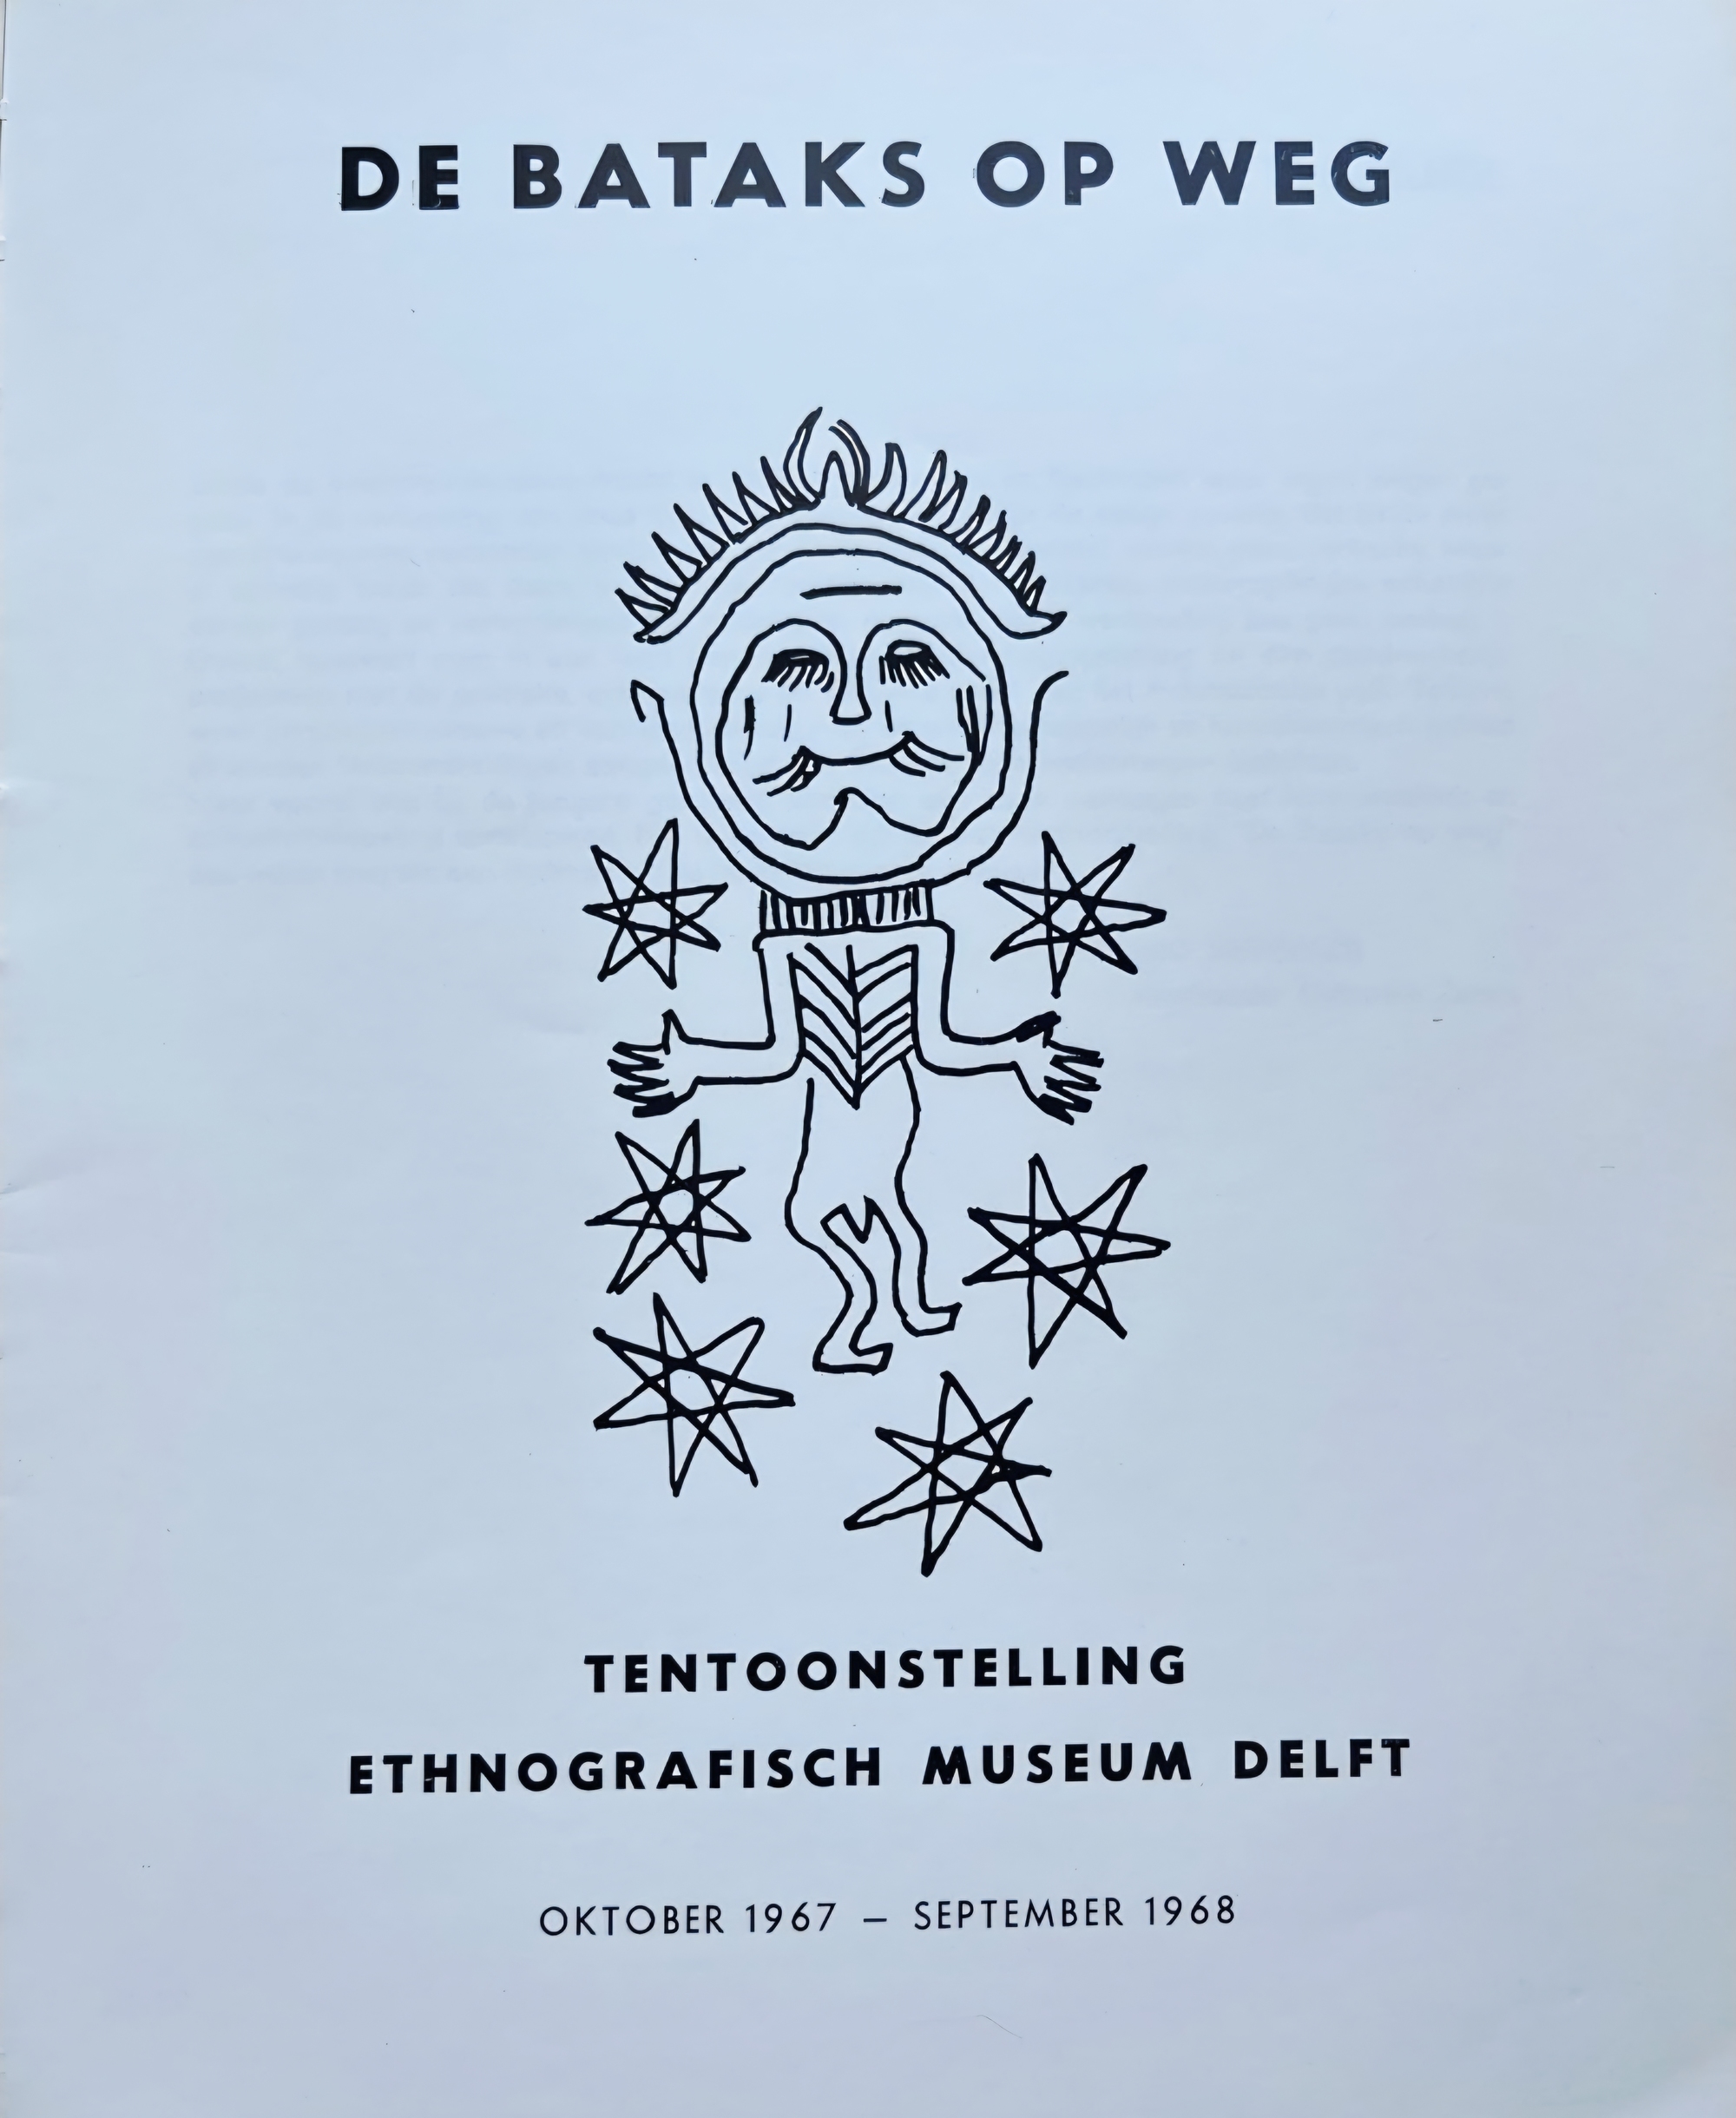 DE BATAKS OP WEG
TENTOONSTELLING
ETHNOGRAFISCH MUSEUM DELFT
OKTOBER 1967 — SEPTEMBER 1968